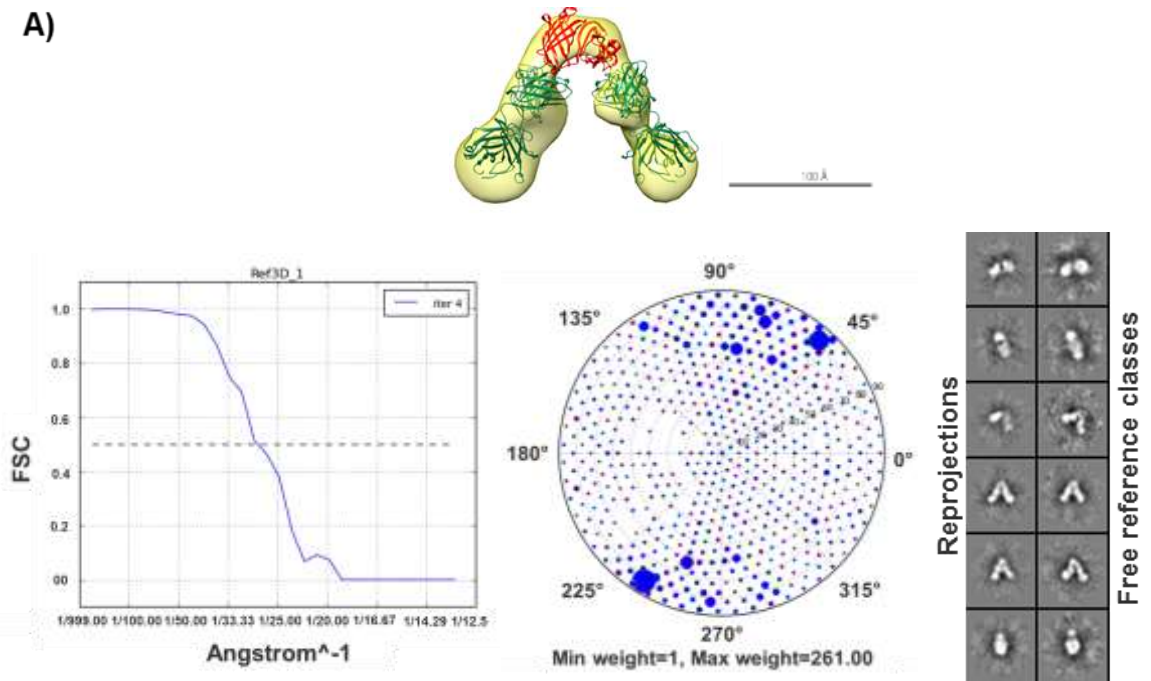 A)
100 Å
Ref3D_1
iter 4
1.0
0.8
0.6
0.4
0.2
00
FSC
1/999.00 1/100.00 1/50.00 1/33.33 1/25.00 1/20.00 1/16.67 1/14.29 1/12.5
Angstrom^-1
90°
135°
45°
180°
0°
225°
315°
270°
Min weight=1, Max weight=261.00
Reprojections
Free reference classes